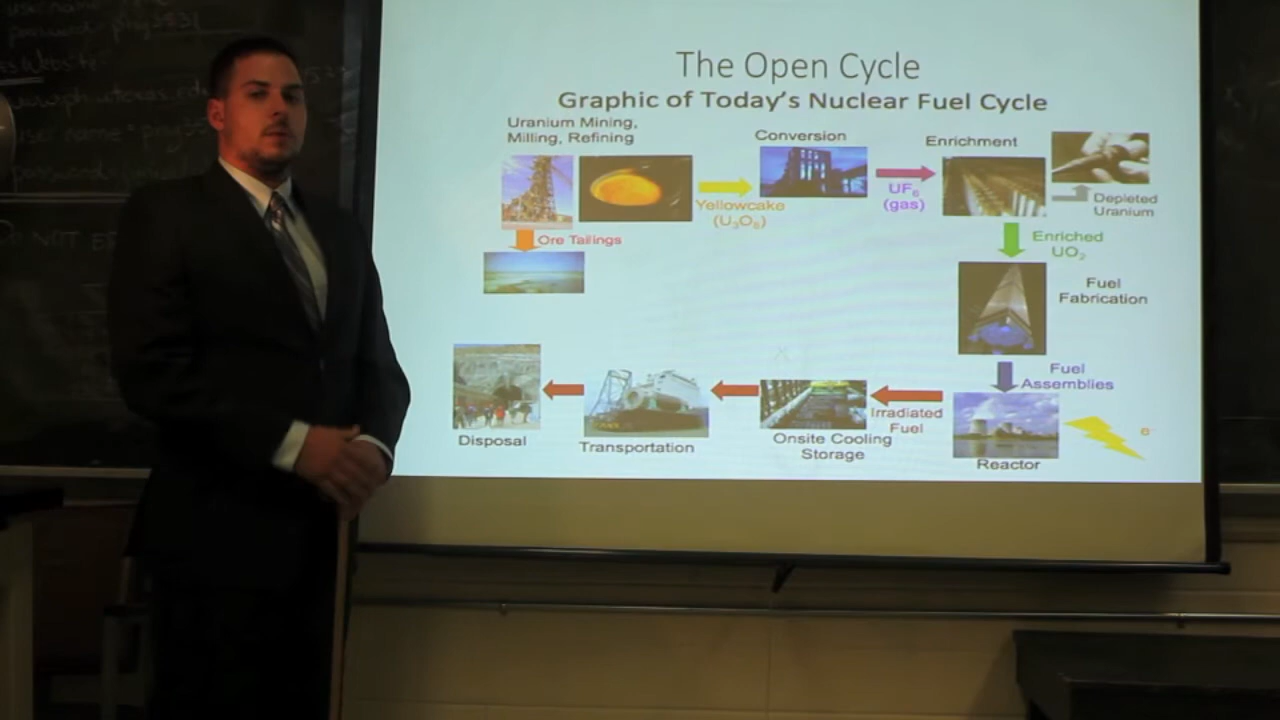 The Open Cycle
Graphic of Today's Nuclear Fuel Cycle
Uranium Mining,
Milling, Refining
Conversion
Enrichment
Yellowcake
(U₃O₈)
UF₆
(gas)
Depleted
Uranium
Ore Tailings
Enriched
UO₂
Fuel
Fabrication
Fuel
Assemblies
Irradiated
Fuel
e⁻
Disposal
Transportation
Onsite Cooling
Storage
Reactor
NOT